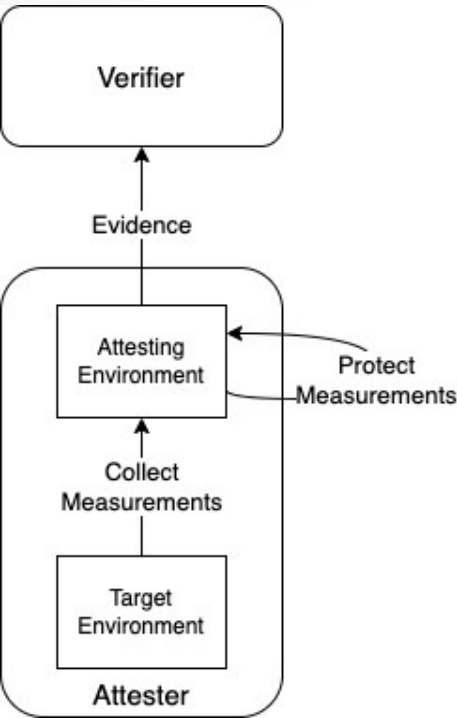 Verifier
Evidence
Attesting
Environment
Protect
Measurements
Collect
Measurements
Target
Environment
Attester